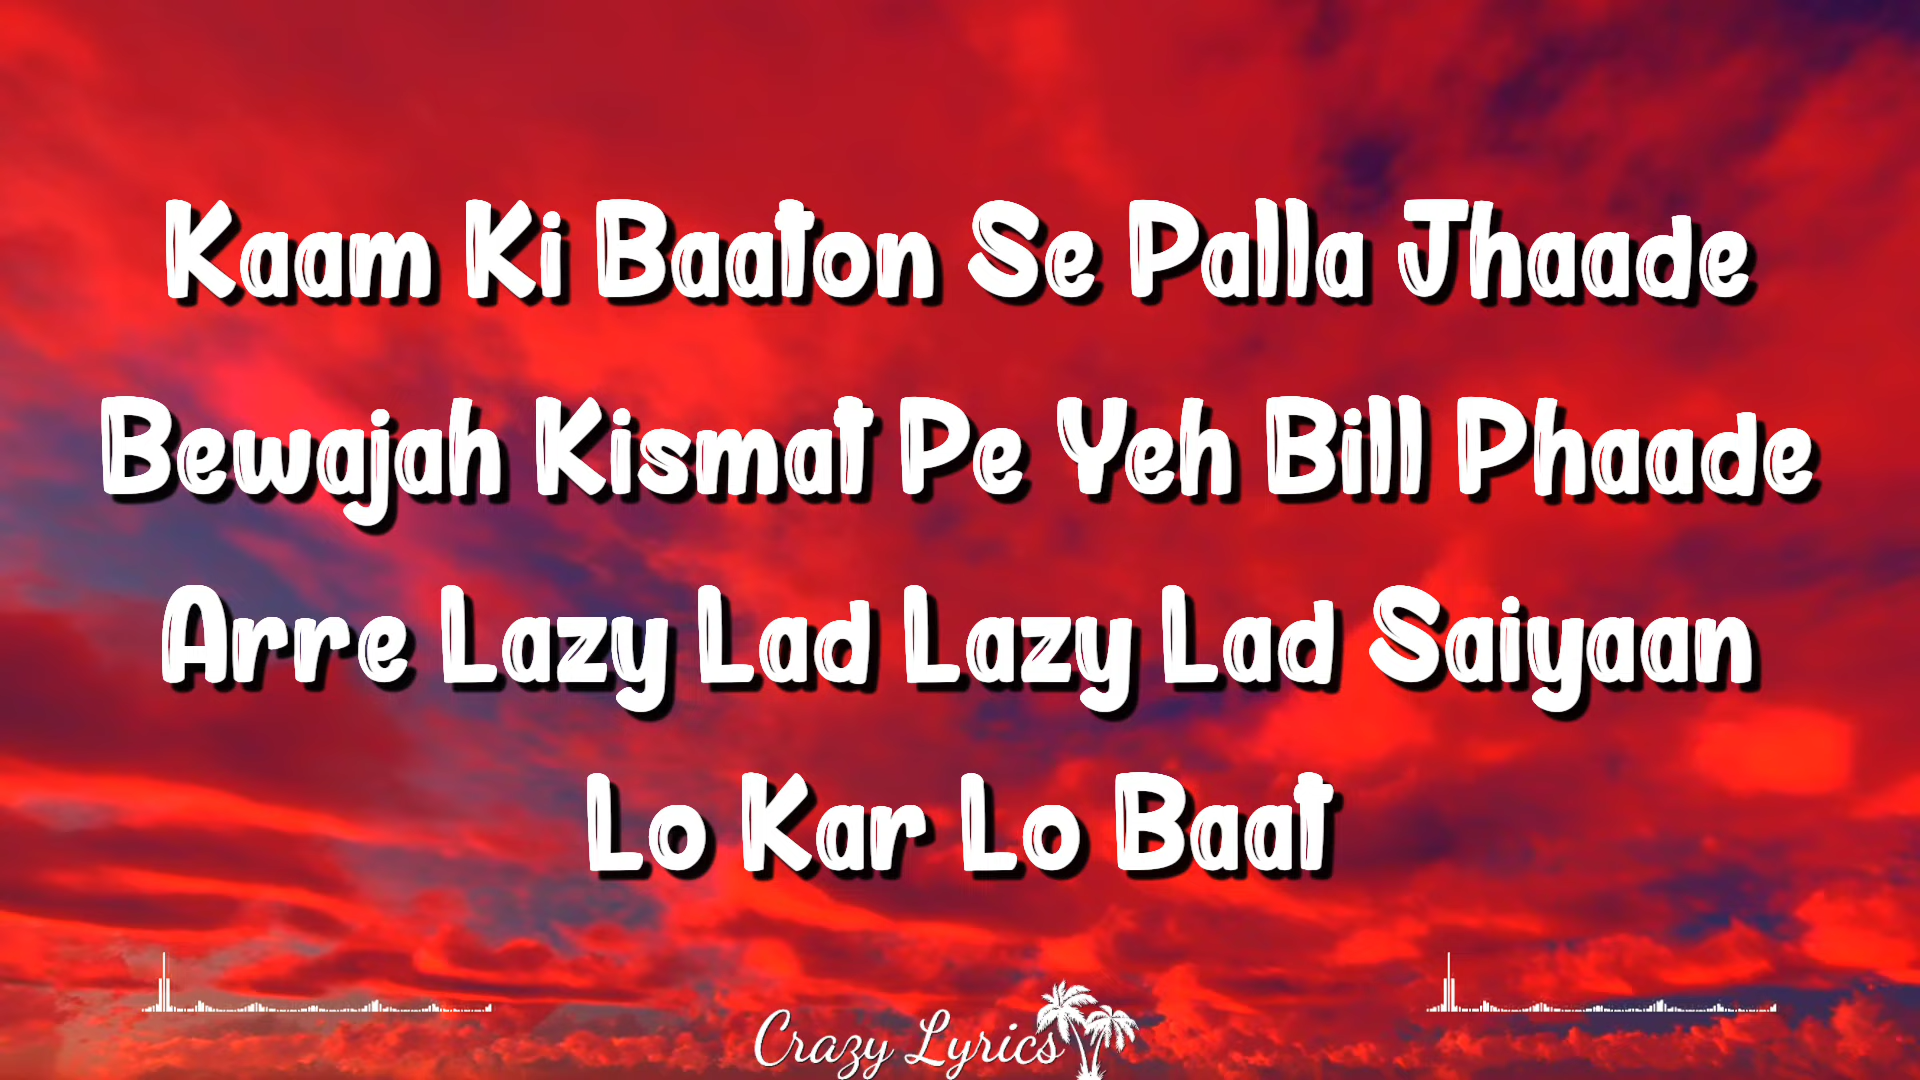 Kaam Ki Baaton Se Palla Jhaade
Bewajah Kismat Pe Yeh Bill Phaade
Arre Lazy Lad Lazy Lad Saiyaan
Lo Kar Lo Baat
Crazy Lyrics